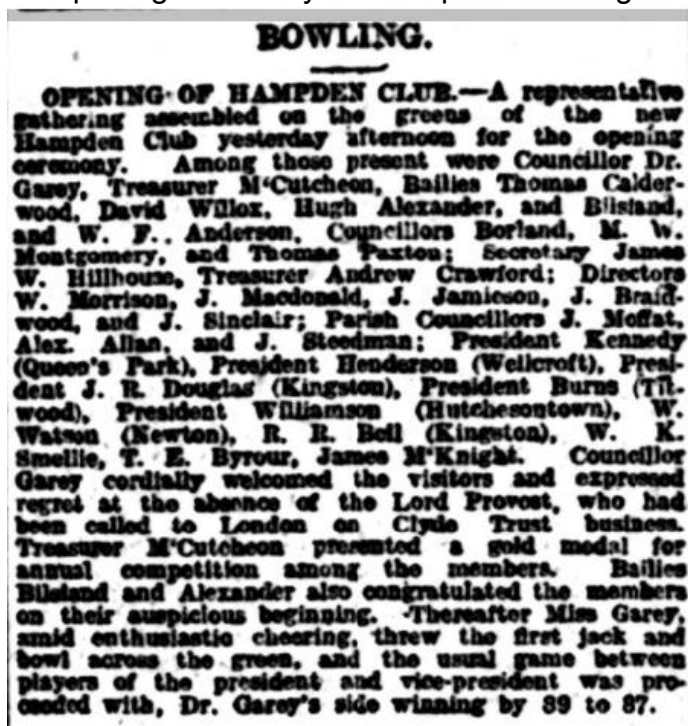 BOWLING.
OPENING OF HAMPDEN CLUB.—A representative
gathering assembled on the greens of the new
Hampden Club yesterday afternoon for the opening
ceremony. Among those present were Councillor Dr.
Garey, Treasurer M'Cutcheon, Bailies Thomas Calder-
wood, David Willox, Hugh Alexander, and Bilsland,
and W. F.. Anderson, Councillors Borland, M. W.
Montgomery, and Thomas Paxton; Secretary James
W. Hillhouse, Treasurer Andrew Crawford; Directors
W. Morrison, J. Macdonald, J. Jamieson, J. Braid-
wood, and J. Sinclair; Parish Councillors J. Moffat,
Alex. Allan, and J. Steedman; President Kennedy
(Queen's Park), President Henderson (Wellcroft), Presi-
dent J. R. Douglas (Kingston), President Burns (Tit-
wood), President Williamson (Hutchesontown), W.
Watson (Newton), R. R. Bell (Kingston), W. K.
Smellie, T. E. Byrour, James M'Knight. Councillor
Garey cordially welcomed the visitors and expressed
regret at the absence of the Lord Provost, who had
been called to London on Clyde Trust business.
Treasurer M'Cutcheon presented a gold medal for
annual competition among the members. Bailies
Bilsland and Alexander also congratulated the members
on their auspicious beginning. Thereafter Miss Garey,
amid enthusiastic cheering, threw the first jack and
bowl across the green, and the usual game between
players of the president and vice-president was pro-
ceeded with, Dr. Garey's side winning by 89 to 87.